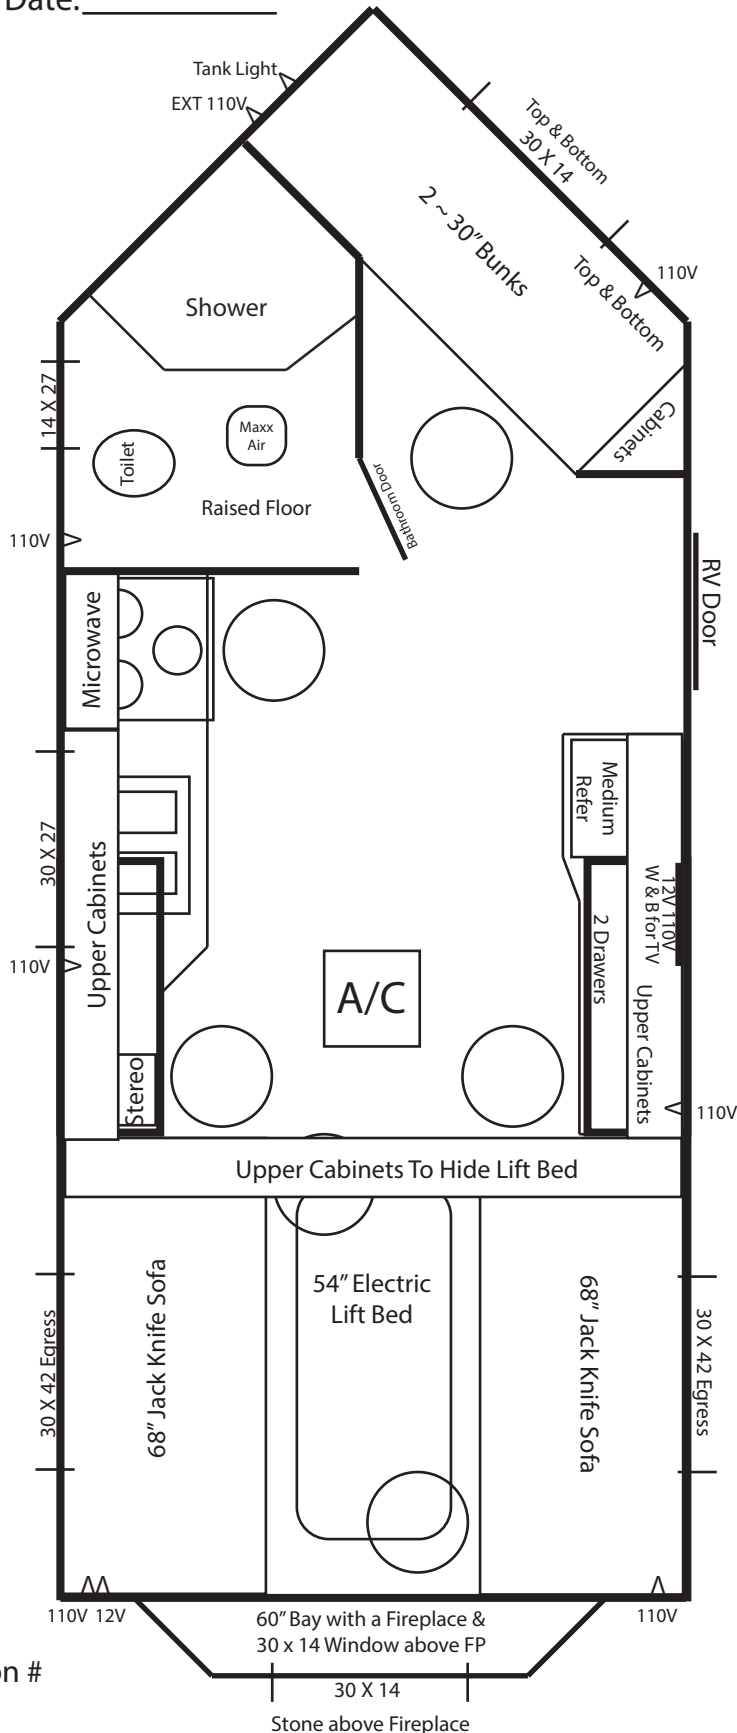 Date:
Tank Light
EXT 110V
Top & Bottom
30 X 14
2 ~ 30" Bunks
Top & Bottom
110V
Shower
Cabinets
14 X 27
Maxx
Air
Toilet
Bathroom Door
Raised Floor
110V
RV Door
Microwave
Medium
Refer
30 X 27
Upper Cabinets
12V 110V
W & B for TV
2 Drawers
110V
A/C
Upper Cabinets
Stereo
110V
Upper Cabinets To Hide Lift Bed
54" Electric
Lift Bed
68" Jack Knife Sofa
68" Jack Knife Sofa
30 X 42 Egress
30 X 42 Egress
110V 12V
60" Bay with a Fireplace &
30 x 14 Window above FP
110V
on #
30 X 14
Stone above Fireplace